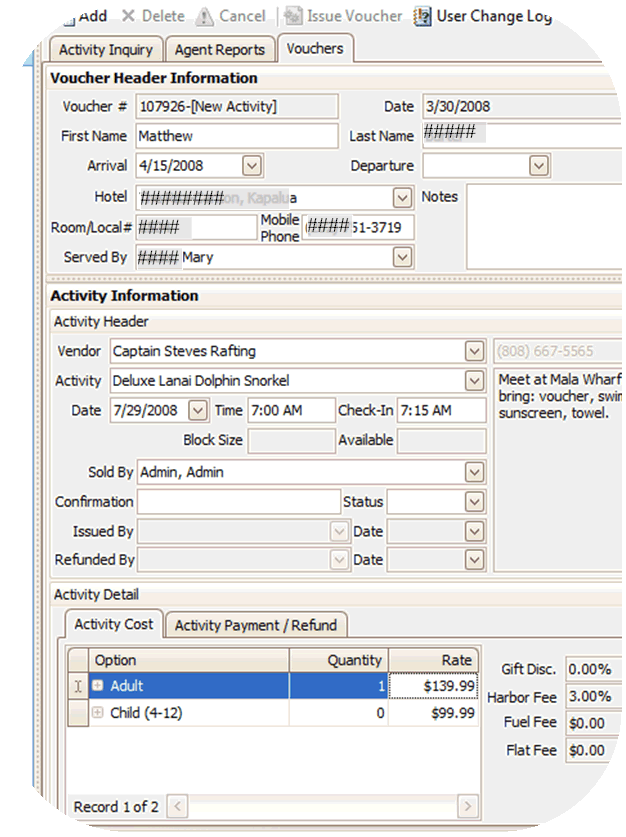 Add Delete Cancel Issue Voucher User Change Log
Activity Inquiry Agent Reports Vouchers
Voucher Header Information
Voucher # 107926-[New Activity] Date 3/30/2008
First Name Matthew Last Name #####
Arrival 4/15/2008 Departure
Hotel ########on, Kapalua Notes
Room/Local# #### Mobile Phone ####51-3719
Served By #### Mary
Activity Information
Activity Header
Vendor Captain Steves Rafting (808) 667-5565
Activity Deluxe Lanai Dolphin Snorkel Meet at Mala Wharf
bring: voucher, swi
Date 7/29/2008 Time 7:00 AM Check-In 7:15 AM sunscreen, towel.
Block Size Available
Sold By Admin, Admin
Confirmation Status
Issued By Date
Refunded By Date
Activity Detail
Activity Cost Activity Payment / Refund
Option Quantity Rate
Adult 1 $139.99 Gift Disc. 0.00%
Harbor Fee 3.00%
Child (4-12) 0 $99.99 Fuel Fee $0.00
Flat Fee $0.00
Record 1 of 2